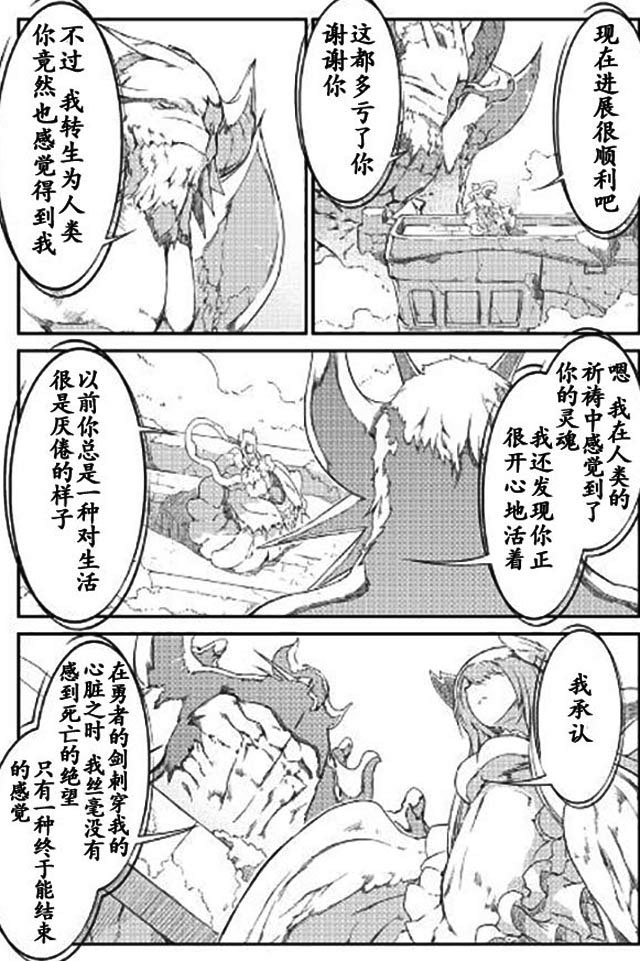 现在进展很顺利吧
这都多亏了你
谢谢你
不过 我转生为人类
你竟然也感觉得到我
嗯 我在人类的
祈祷中感觉到了
你的灵魂
我还发现你正
很开心地活着
以前你总是一种对生活
很是厌倦的样子
我承认
在勇者的剑刺穿我的
心脏之时 我丝毫没有
感到死亡的绝望
只有一种终于能结束
的感觉